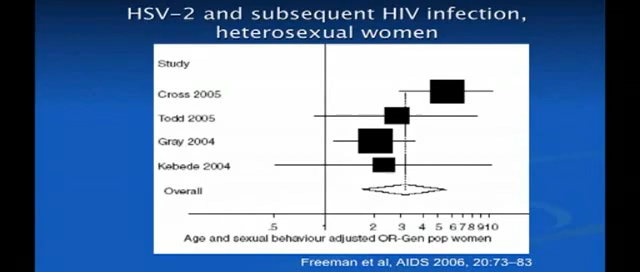 HSV-2 and subsequent HIV infection,
heterosexual women
Study
Cross 2005
Todd 2005
Gray 2004
Kebede 2004
Overall
.5 1 2 3 4 5 6 7 8 9 10
Age and sexual behaviour adjusted OR-Gen pop women
Freeman et al, AIDS 2006, 20:73–83